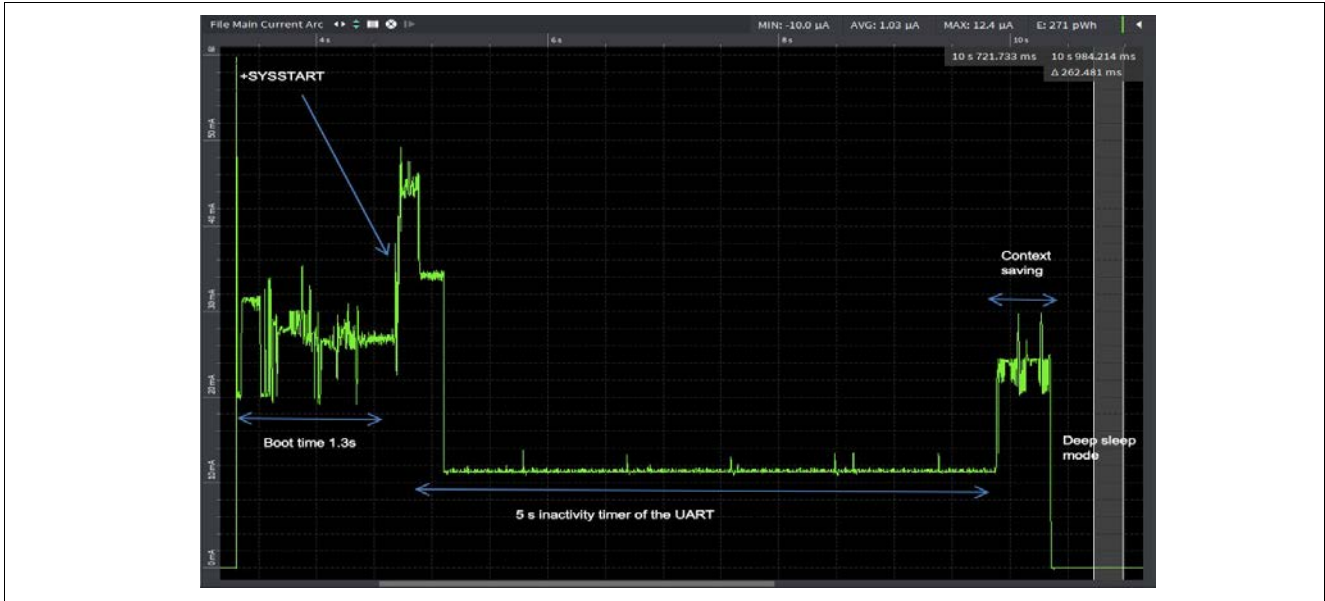 File Main Current Arc MIN: -10.0 µA AVG: 1.03 µA MAX: 12.4 µA E: 271 pWh
4 s 6 s 8 s 10 s
10 s 721.733 ms 10 s 984.214 ms
Δ 262.481 ms
+SYSSTART
50 mA
40 mA
Context
saving
30 mA
20 mA
Boot time 1.3s
Deep sleep
mode
10 mA
5 s inactivity timer of the UART
0 mA